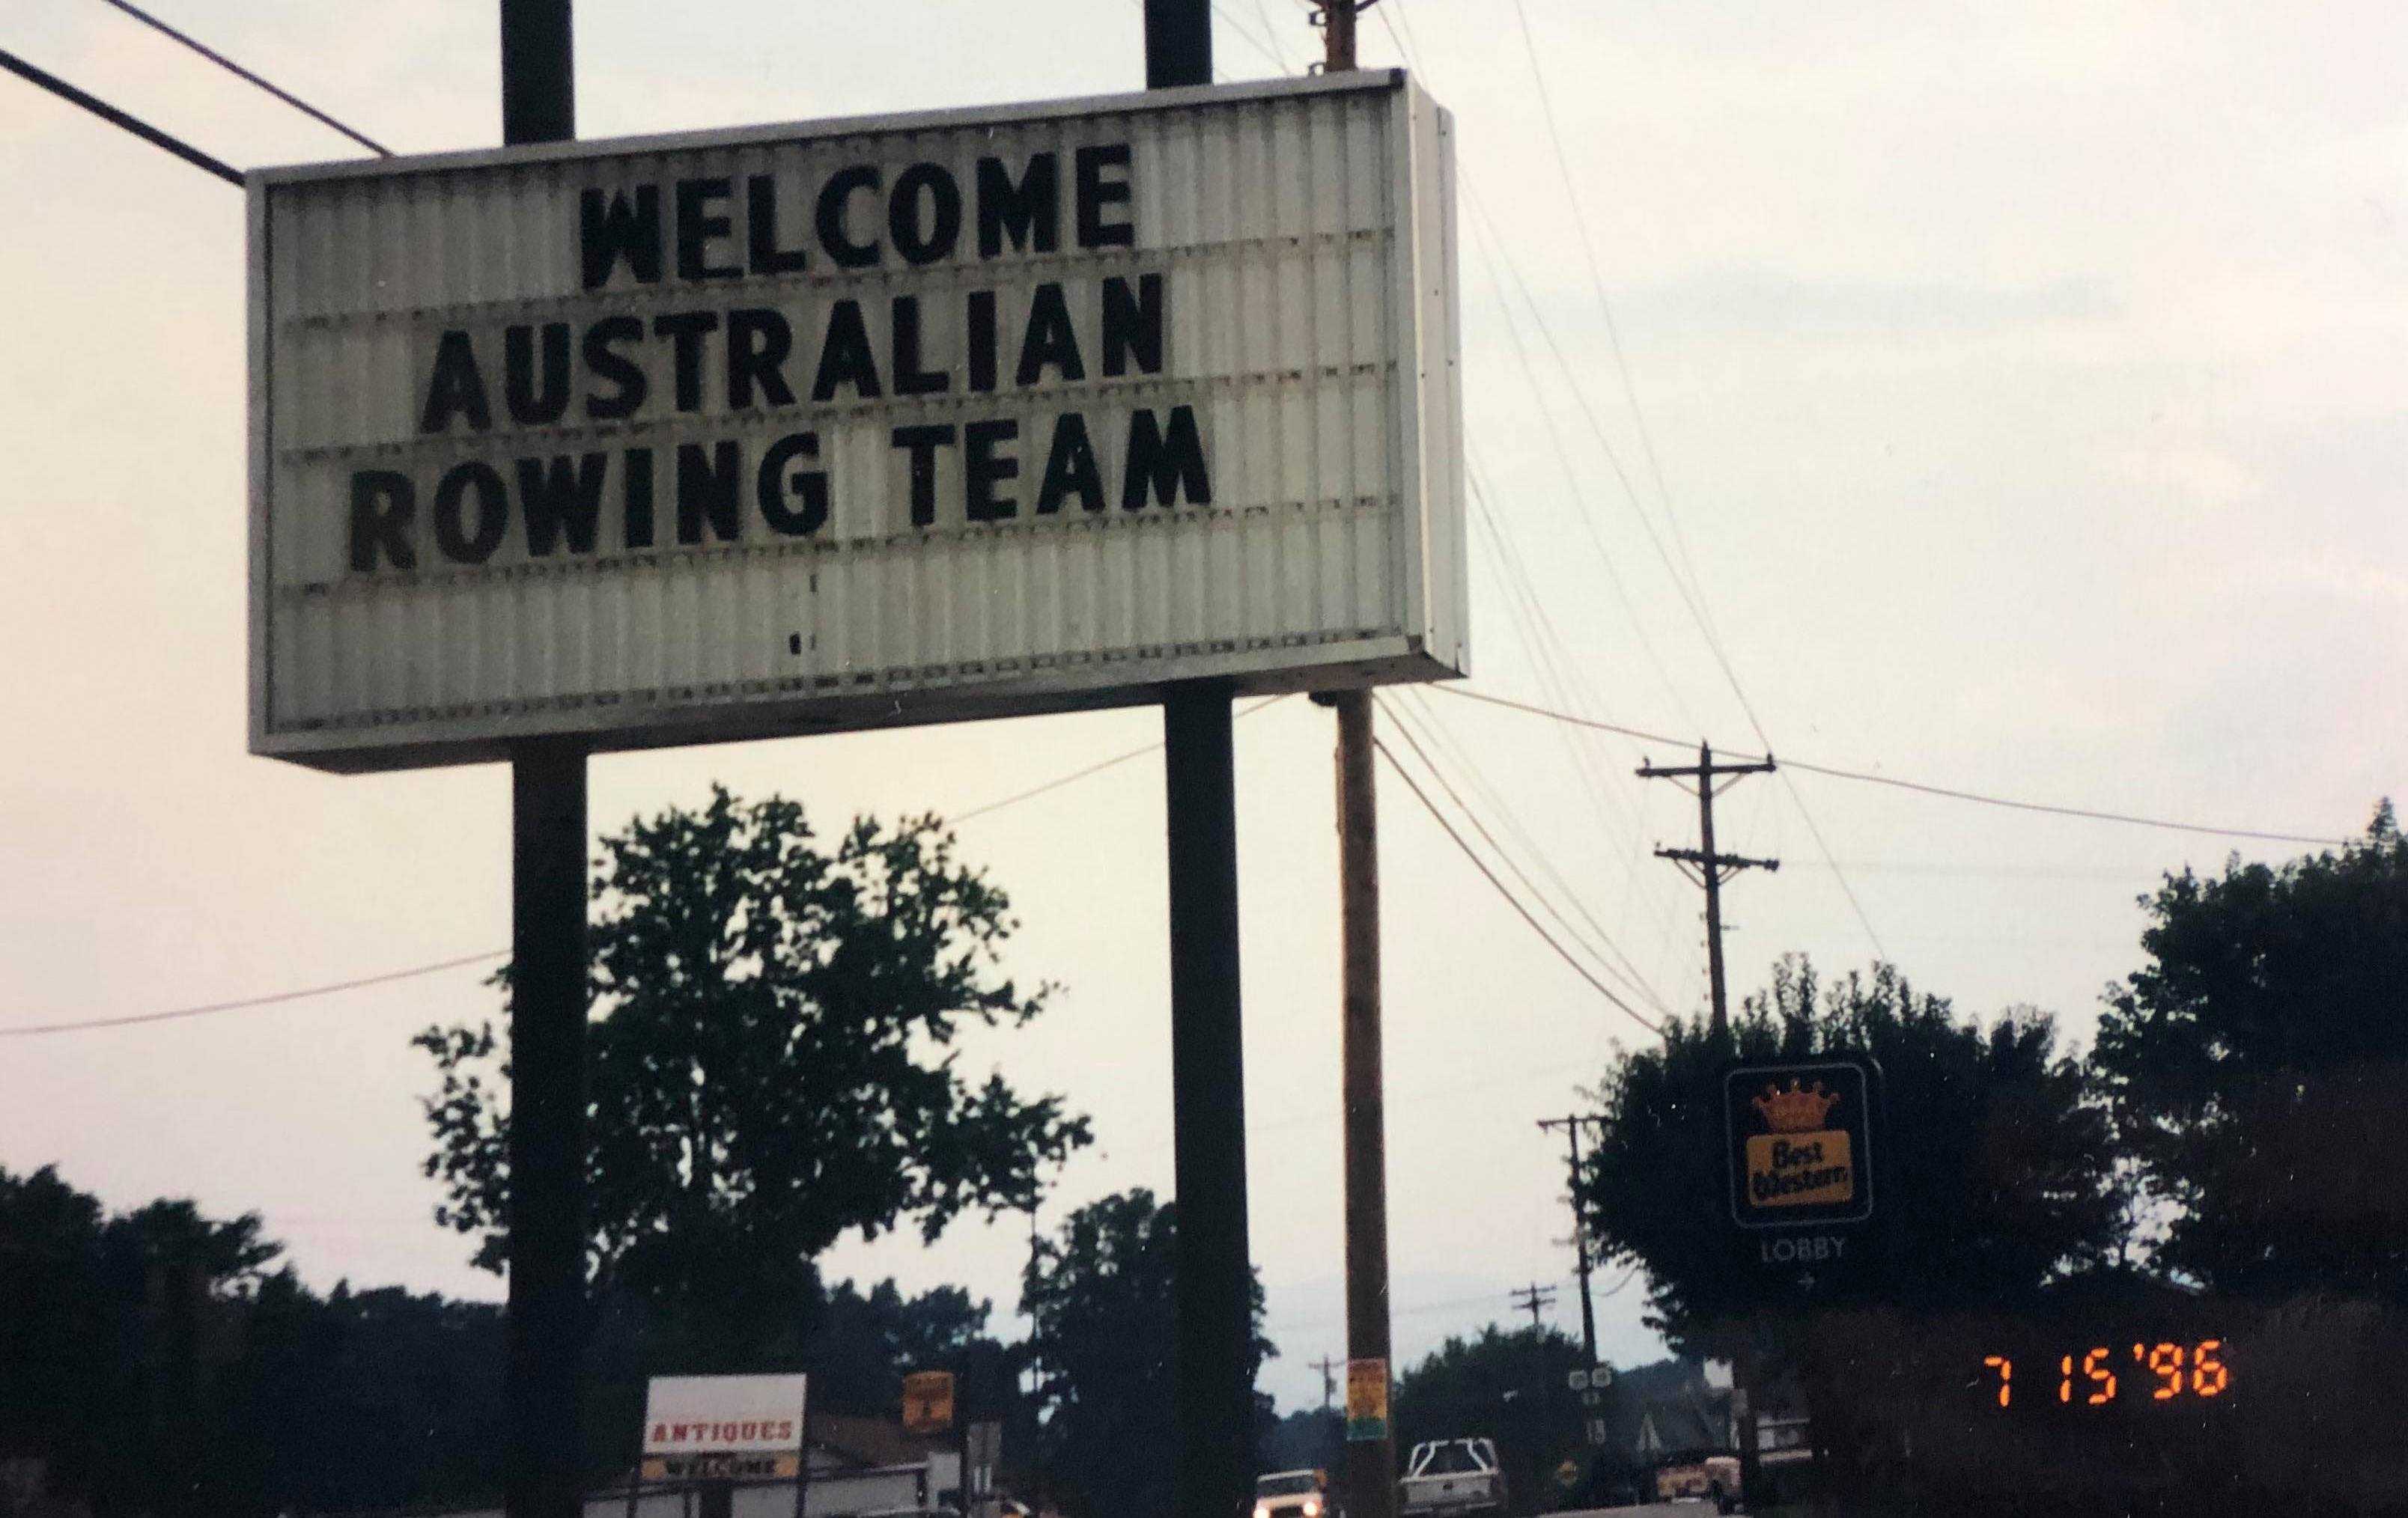 WELCOME
AUSTRALIAN
ROWING TEAM
Best
Western
LOBBY
7 15 '96
ANTIQUES
WELCOME